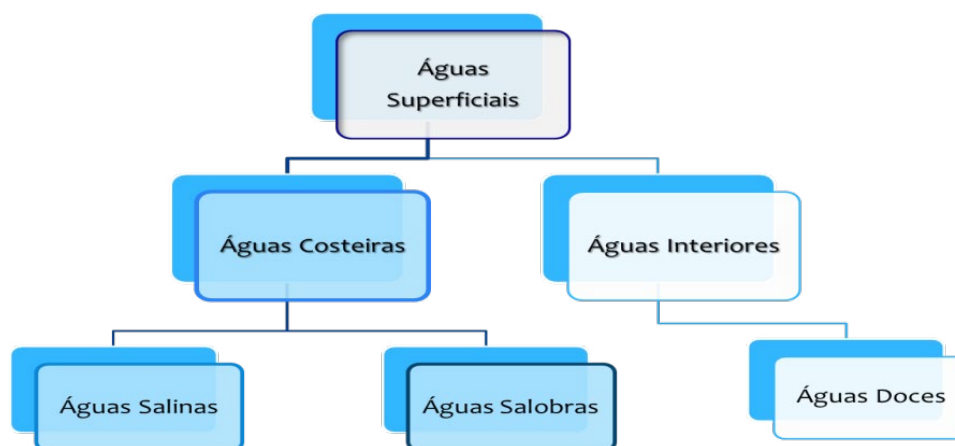 Águas
Superficiais
Águas Costeiras
Águas Interiores
Águas Salinas
Águas Salobras
Águas Doces